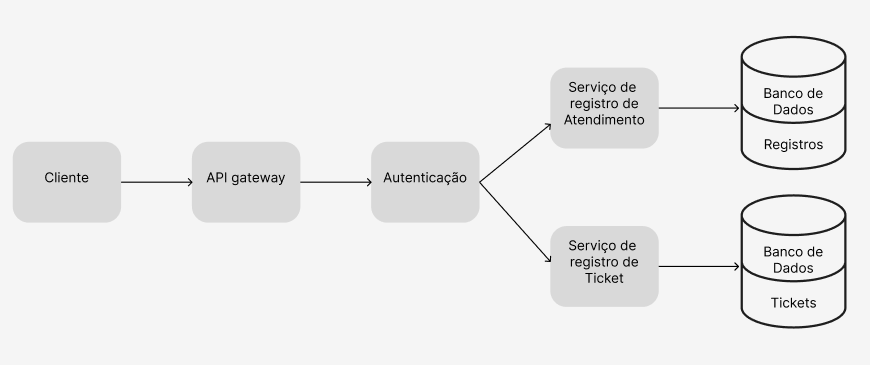 Cliente
API gateway
Autenticação
Serviço de
registro de
Atendimento
Banco de
Dados
Registros
Serviço de
registro de
Ticket
Banco de
Dados
Tickets